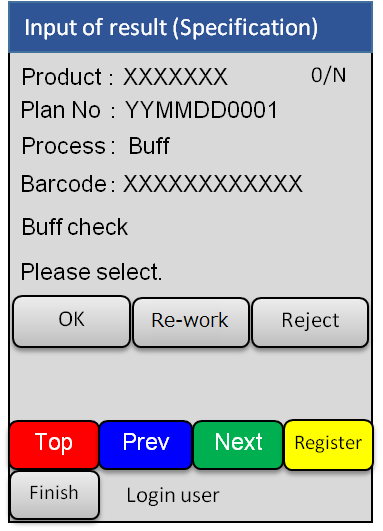 Input of result (Specification)
Product : XXXXXXX 0/N
Plan No : YYMMDD0001
Process : Buff
Barcode : XXXXXXXXXXXX
Buff check
Please select.
OK Re-work Reject
Top Prev Next Register
Finish Login user